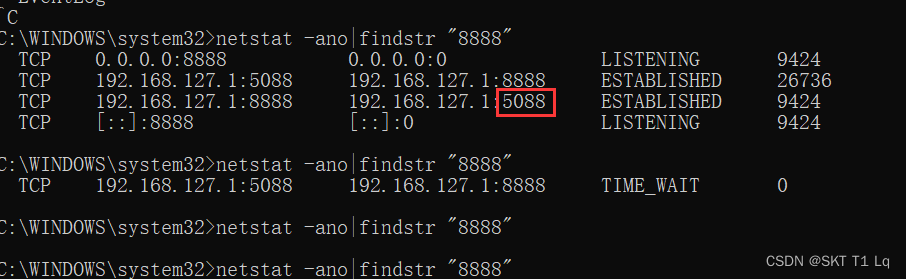 C
C:\WINDOWS\system32>netstat -ano|findstr "8888"
TCP 0.0.0.0:8888 0.0.0.0:0 LISTENING 9424
TCP 192.168.127.1:5088 192.168.127.1:8888 ESTABLISHED 26736
TCP 192.168.127.1:8888 192.168.127.1:5088 ESTABLISHED 9424
TCP [::]:8888 [::]:0 LISTENING 9424
C:\WINDOWS\system32>netstat -ano|findstr "8888"
TCP 192.168.127.1:5088 192.168.127.1:8888 TIME_WAIT 0
C:\WINDOWS\system32>netstat -ano|findstr "8888"
C:\WINDOWS\system32>netstat -ano|findstr "8888"
CSDN @SKT T1 Lq